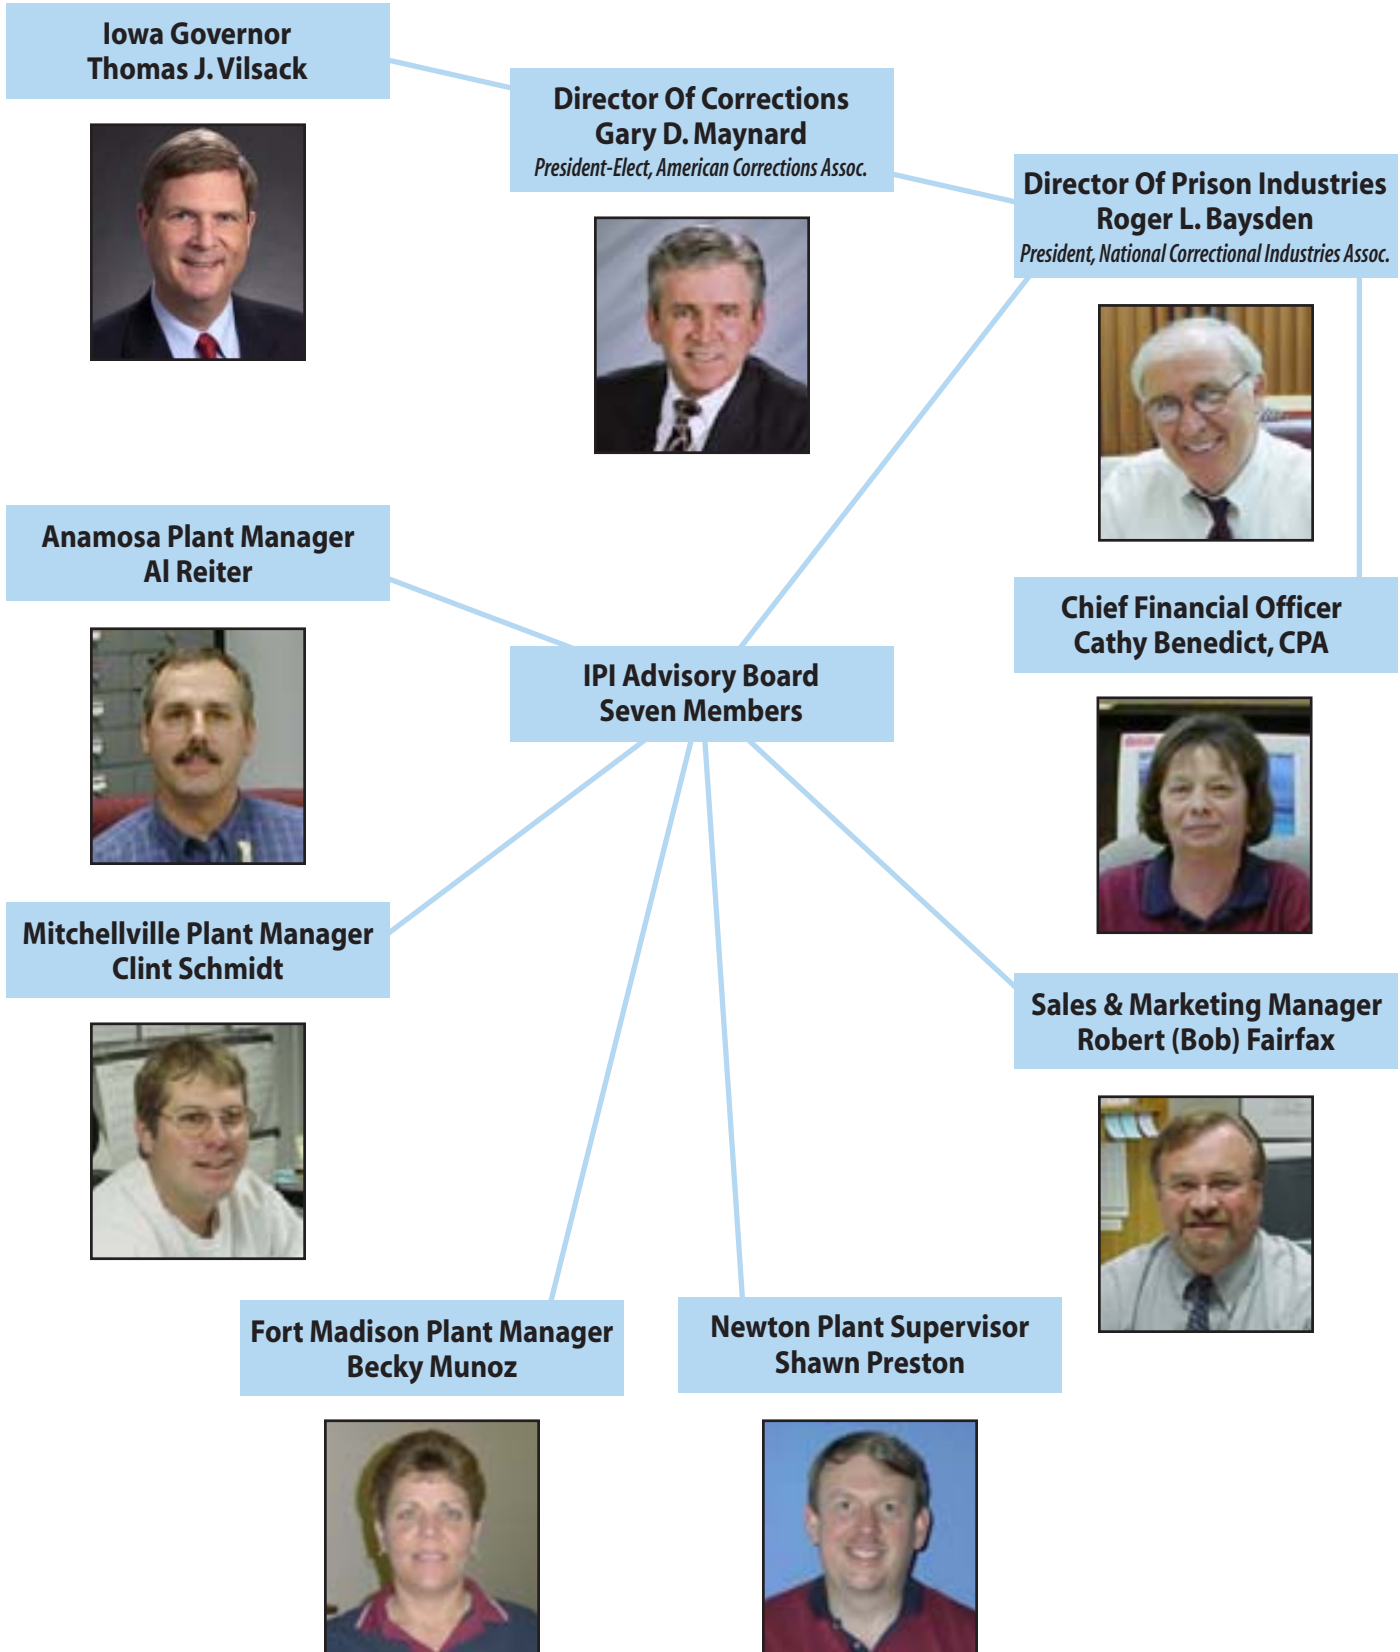 Iowa Governor
Thomas J. Vilsack
Director Of Corrections
Gary D. Maynard
President-Elect, American Corrections Assoc.
Director Of Prison Industries
Roger L. Baysden
President, National Correctional Industries Assoc.
Anamosa Plant Manager
Al Reiter
IPI Advisory Board
Seven Members
Chief Financial Officer
Cathy Benedict, CPA
Mitchellville Plant Manager
Clint Schmidt
Sales & Marketing Manager
Robert (Bob) Fairfax
Fort Madison Plant Manager
Becky Munoz
Newton Plant Supervisor
Shawn Preston